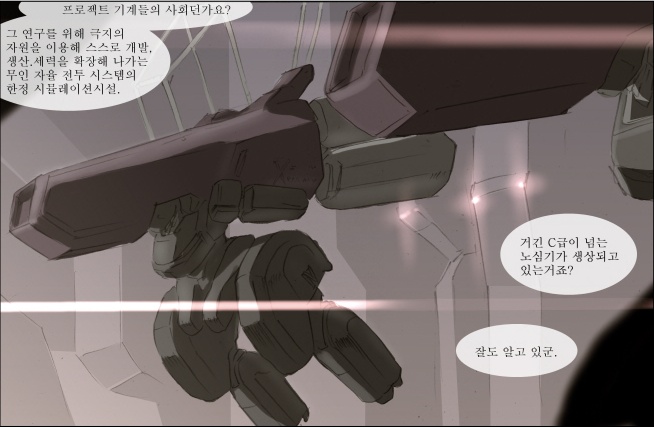 프로젝트 기계들의 사회던가요?
그 연구를 위해 극지의
자원을 이용해 스스로 개발,
생산.세력을 확장해 나가는
무인 자율 전투 시스템의
한정 시뮬레이션시설.
거긴 C급이 넘는
노심기가 생상되고
있는거죠?
잘도 알고 있군.